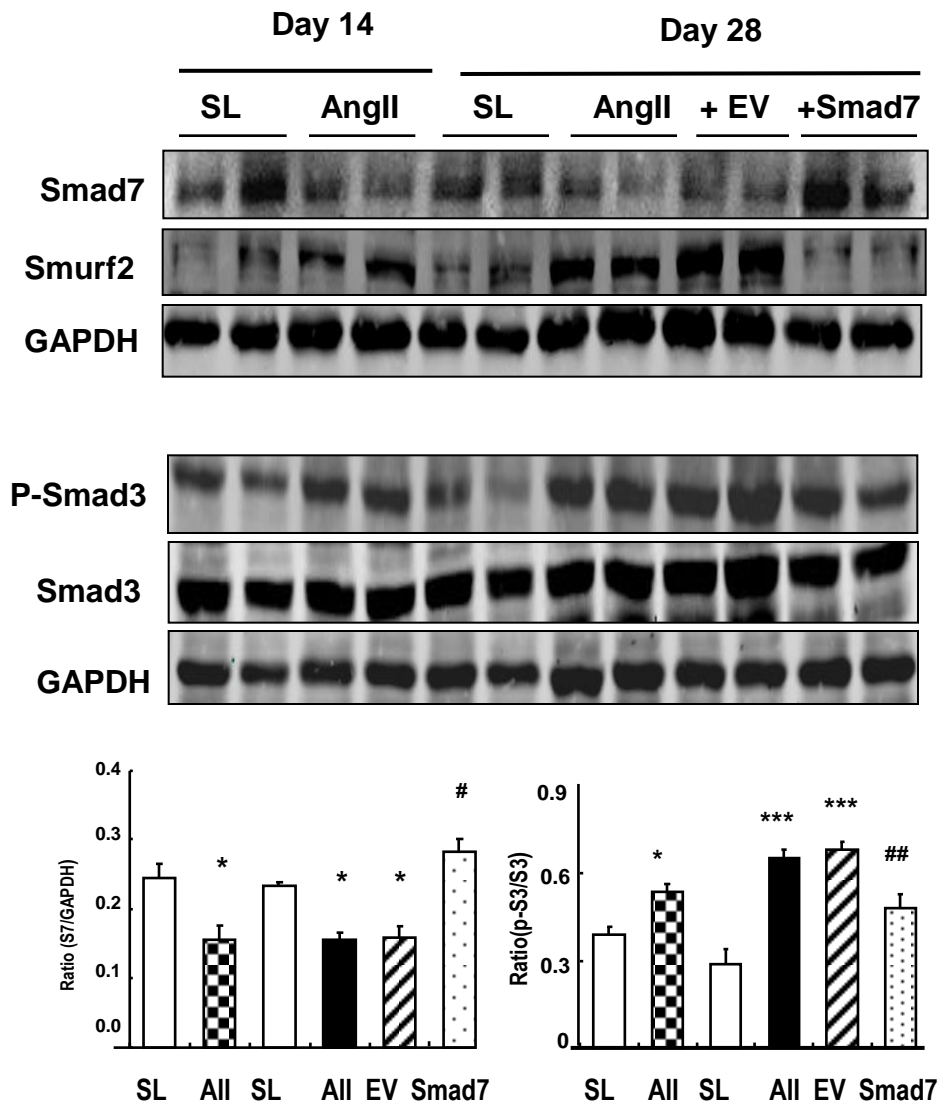 Day 14
Day 28
SL AngII SL AngII + EV +Smad7
Smad7
Smurf2
GAPDH
P-Smad3
Smad3
GAPDH
Ratio (S7/GAPDH)
0.4
0.3
0.2
0.1
0.0
* * * #
SL AII SL AII EV Smad7
Ratio(p-S3/S3)
0.9
0.6
0.3
0
* *** *** ##
SL AII SL AII EV Smad7